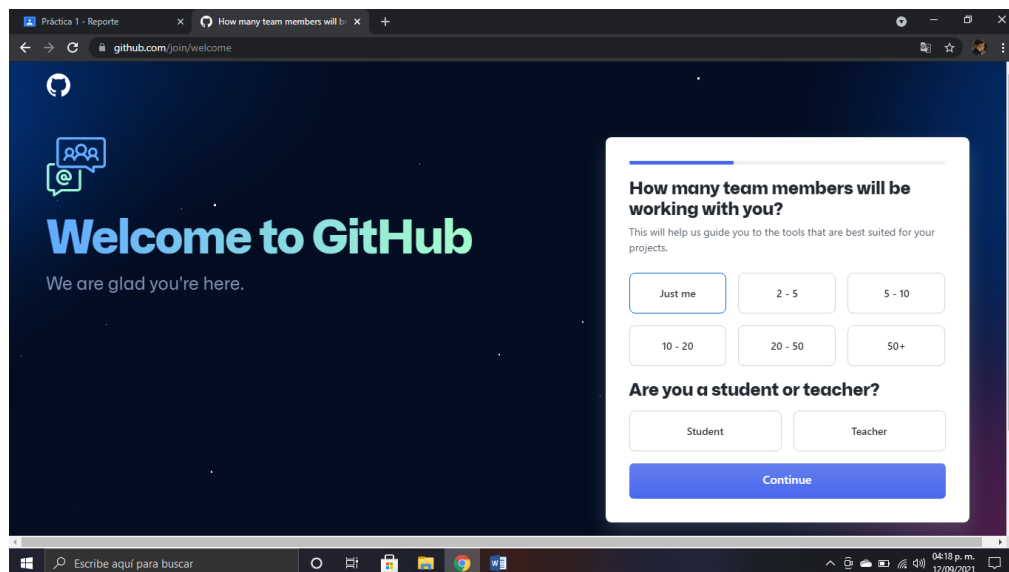 Práctica 1 - Reporte
How many team members will b
github.com/join/welcome
Welcome to GitHub
We are glad you're here.
How many team members will be
working with you?
This will help us guide you to the tools that are best suited for your
projects.
Just me
2 - 5
5 - 10
10 - 20
20 - 50
50+
Are you a student or teacher?
Student
Teacher
Continue
Escribe aquí para buscar
04:18 p. m.
12/09/2021